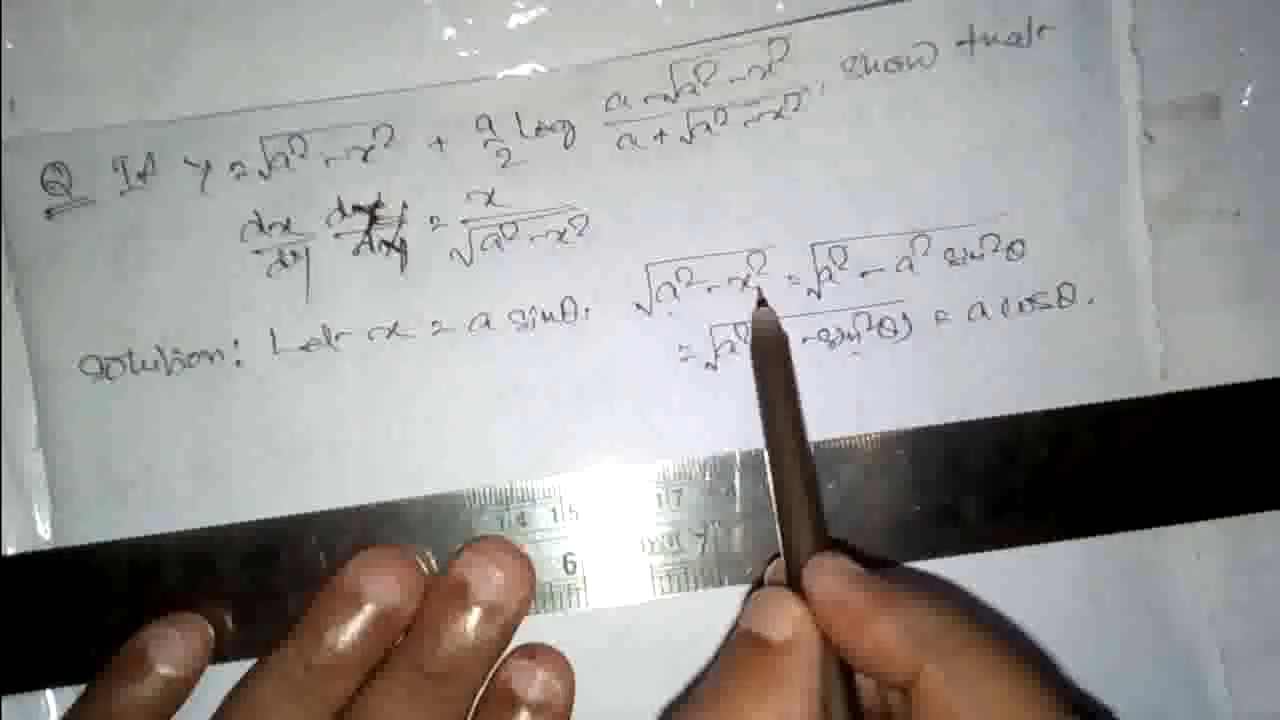 Q If y = √a² - x² + a/2 log a - √a² - x² / a + √a² - x² , show that
dx/dy = x / √a² - x²
Solution: Let x = a sinθ. √a² - x² = √a² - a² sin²θ
= √a² - sin²θ) = a cosθ.
14 15 17
6 7